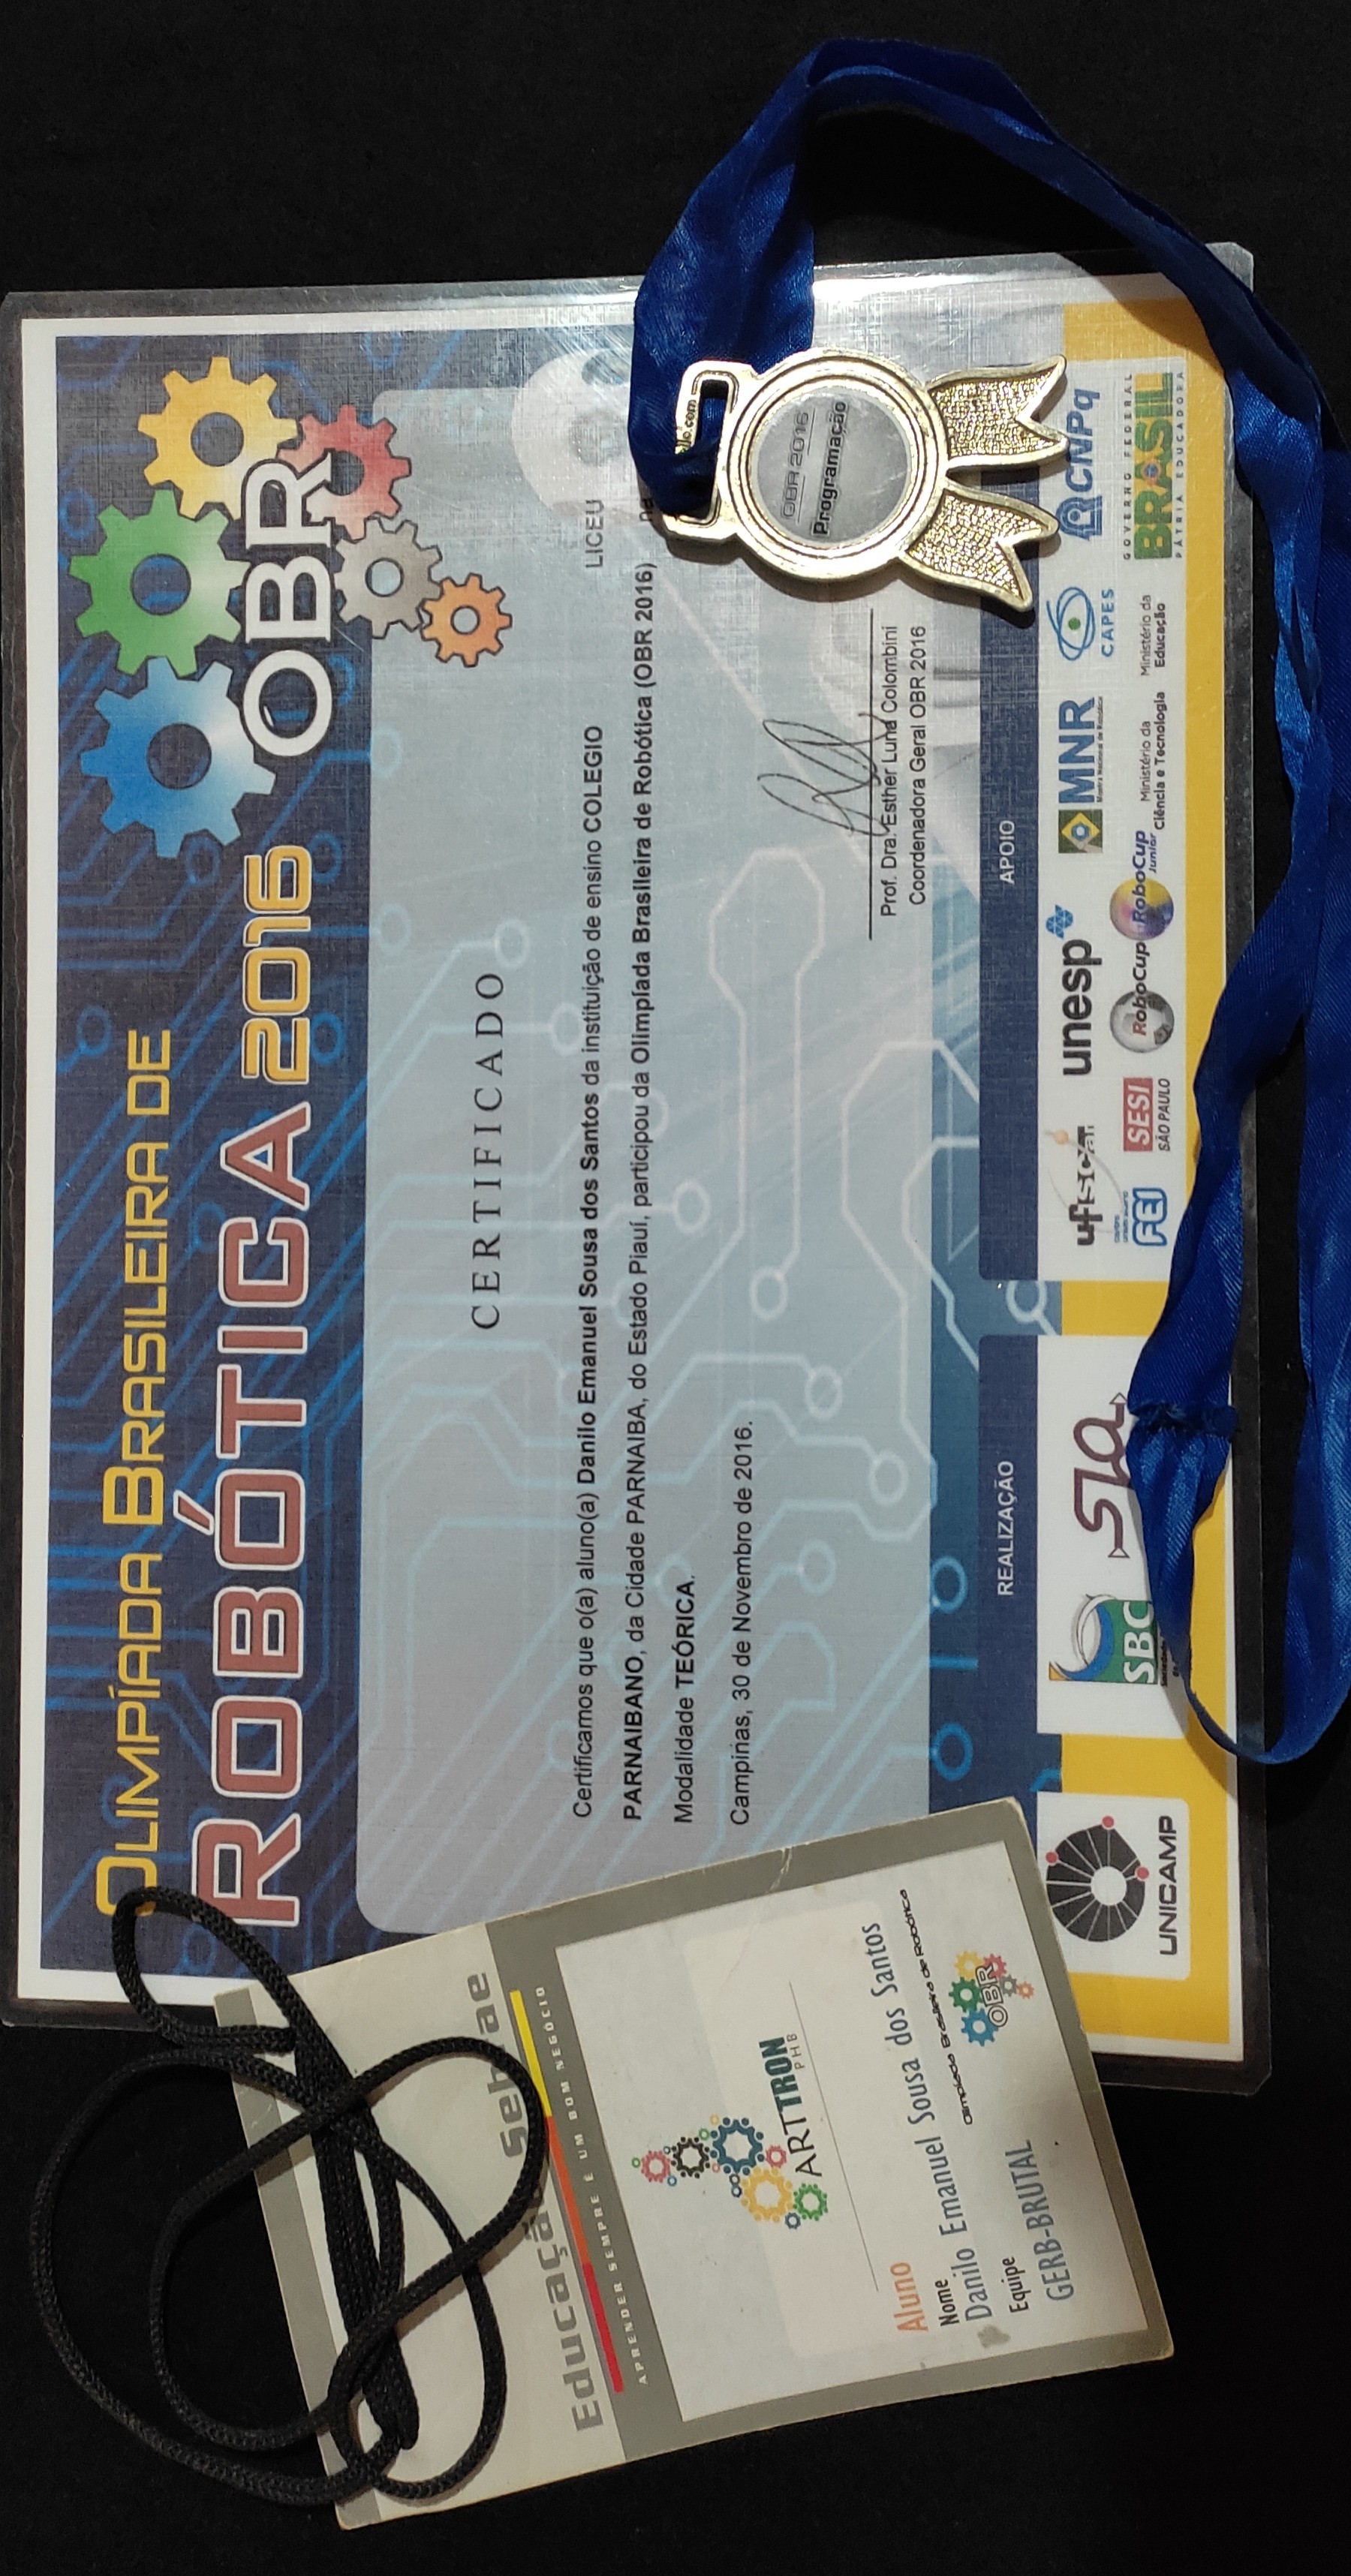 OLIMPÍADA BRASILEIRA DE
ROBÓTICA 2016
OBR
CERTIFICADO
Certificamos que o(a) aluno(a) Danilo Emanuel Sousa dos Santos da instituição de ensino COLEGIO LICEU
PARNAIBANO, da Cidade PARNAIBA, do Estado Piauí, participou da Olimpíada Brasileira de Robótica (OBR 2016) na
Modalidade TEÓRICA.
Campinas, 30 de Novembro de 2016.
Prof. Dra. Esther Luna Colombini
Coordenadora Geral OBR 2016
REALIZAÇÃO
APOIO
UNICAMP
SBC
ufscar
unesp
MNR
Mostra Nacional de Robótica
CAPES
CNPq
FEI
SESI
SÃO PAULO
RoboCup
RoboCup
Junior
Ministério da
Ciência e Tecnologia
Ministério da
Educação
GOVERNO FEDERAL
BRASIL
PÁTRIA EDUCADORA
Educação Sebrae
APRENDER SEMPRE É UM BOM NEGÓCIO
ARTTRON
PHB
Aluno
Nome
Danilo Emanuel Sousa dos Santos
Olimpíada Brasileira de Robótica
OBR
Equipe
GERB-BRUTAL
OBR 2016
Programação